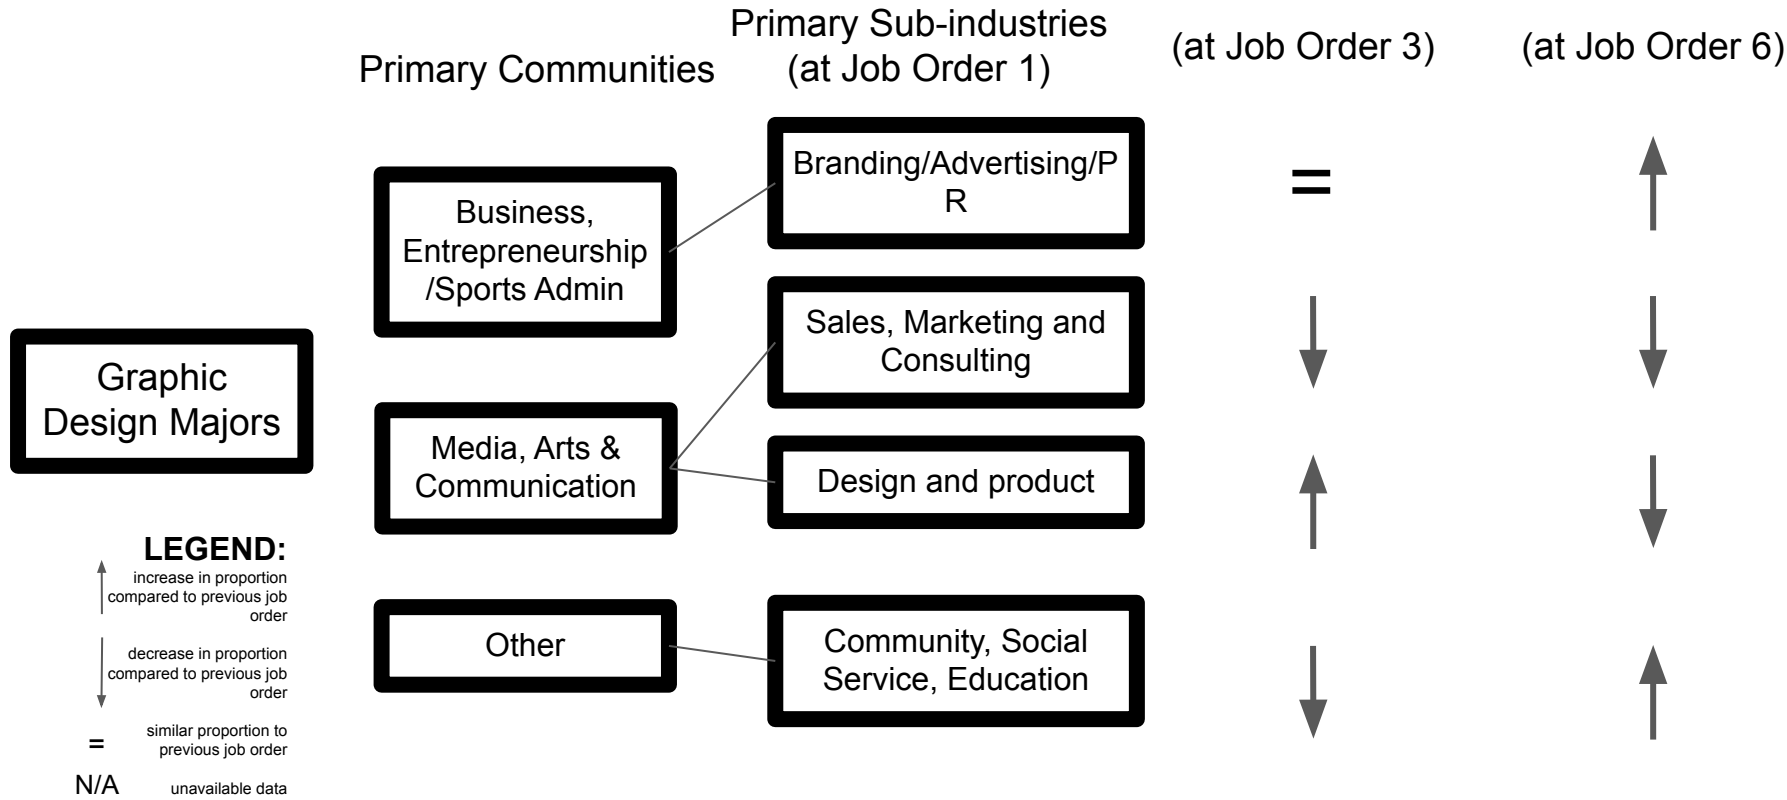 Primary Communities
Primary Sub-industries
(at Job Order 1)
(at Job Order 3)
(at Job Order 6)
Graphic
Design Majors
Business,
Entrepreneurship
/Sports Admin
Media, Arts &
Communication
Other
Branding/Advertising/P
R
=
Sales, Marketing and
Consulting
Design and product
Community, Social
Service, Education
LEGEND:
increase in proportion
compared to previous job
order
decrease in proportion
compared to previous job
order
=
similar proportion to
previous job order
N/A
unavailable data